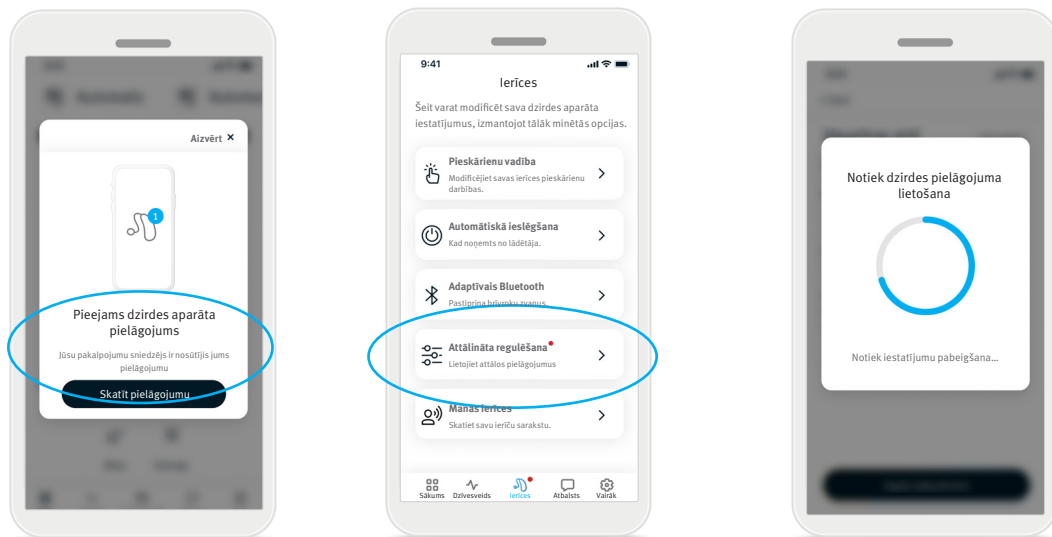 Aizvērt ×
1
Pieejams dzirdes aparāta
pielāgojums
Jūsu pakalpojumu sniedzējs ir nosūtījis jums
pielāgojumu
Skatīt pielāgojumu
9:41
Ierīces
Šeit varat modificēt sava dzirdes aparāta
iestatījumus, izmantojot tālāk minētās opcijas.
Pieskārienu vadība
Modificējiet savas ierīces pieskārienu
darbības.
Automātiskā ieslēgšana
Kad noņemts no lādētāja.
Adaptīvais Bluetooth
Pastiprina brīvroku zvanus.
Attālināta regulēšana
Lietojiet attālos pielāgojumus
Manas ierīces
Skatiet savu ierīču sarakstu.
Sākums Dzīvesveids Ierīces Atbalsts Vairāk
Notiek dzirdes pielāgojuma
lietošana
Notiek iestatījumu pabeigšana...